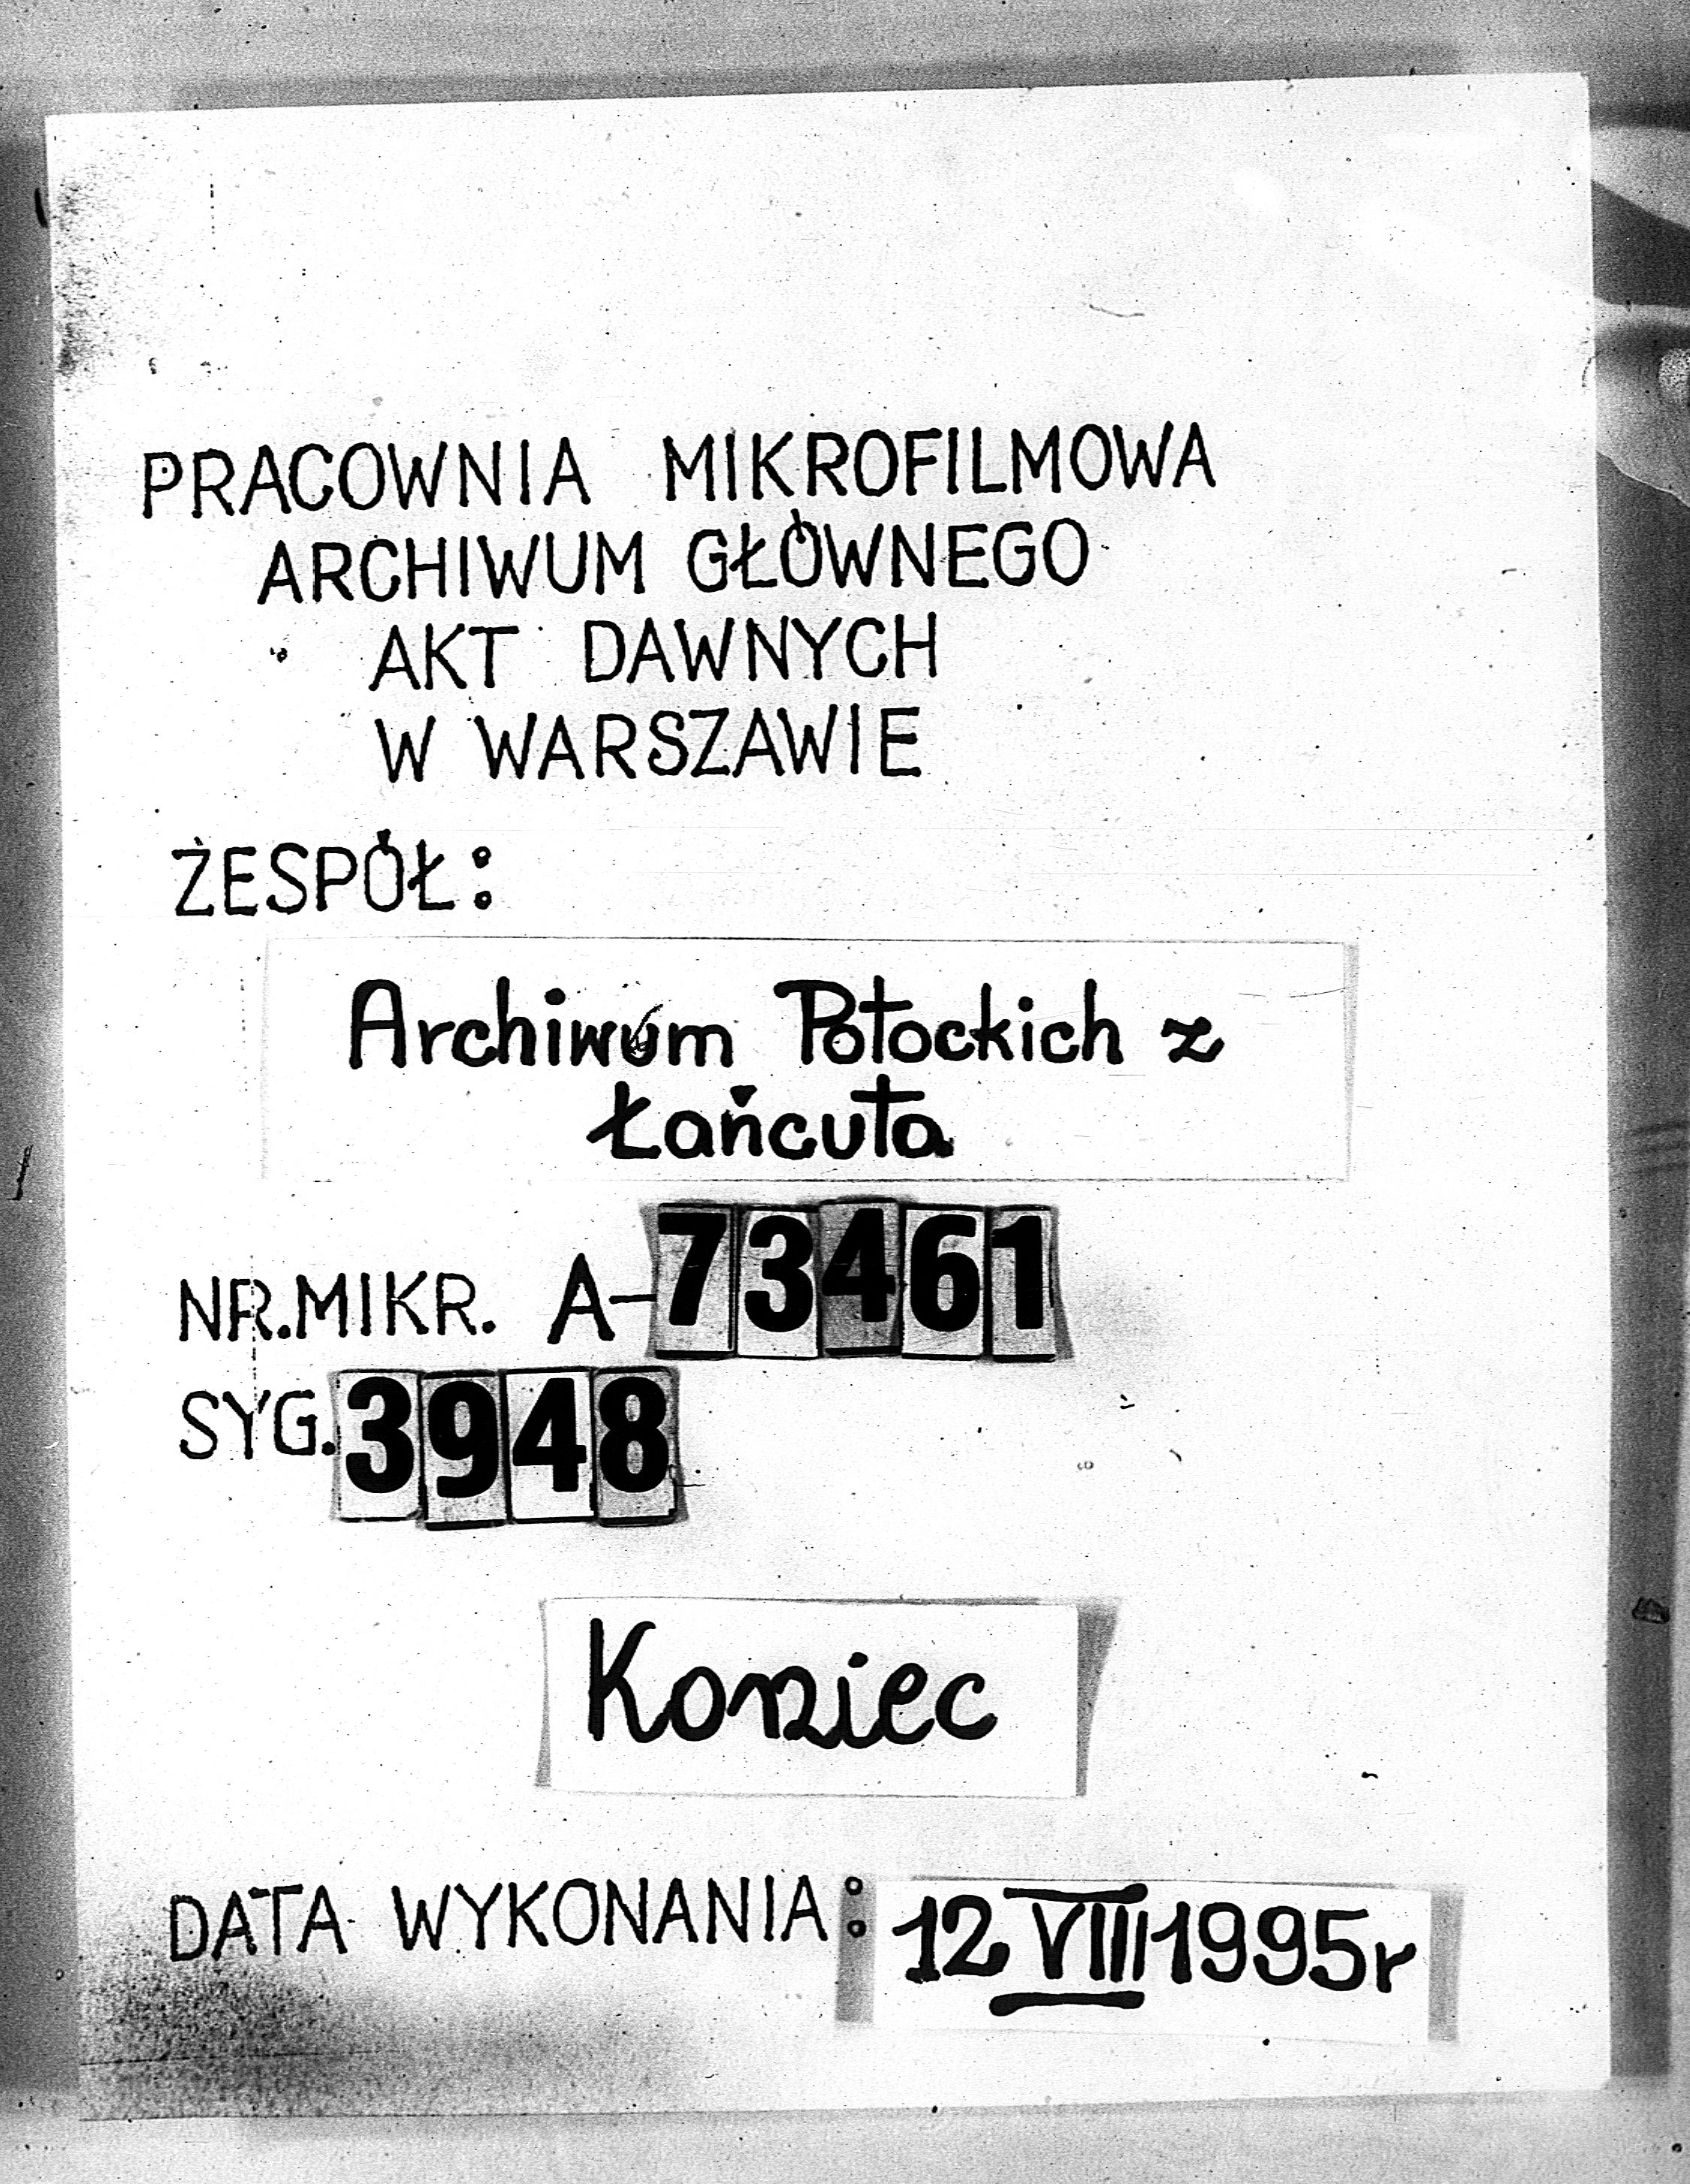 PRACOWNIA MIKROFILMOWA
ARCHIWUM GŁÓWNEGO
AKT DAWNYCH
W WARSZAWIE
ZESPÓŁ:
Archiwum Potockich z
Łańcuta
NR.MIKR. A-73461
SYG. 3948
Koniec
DATA WYKONANIA: 12 VIII 1995r